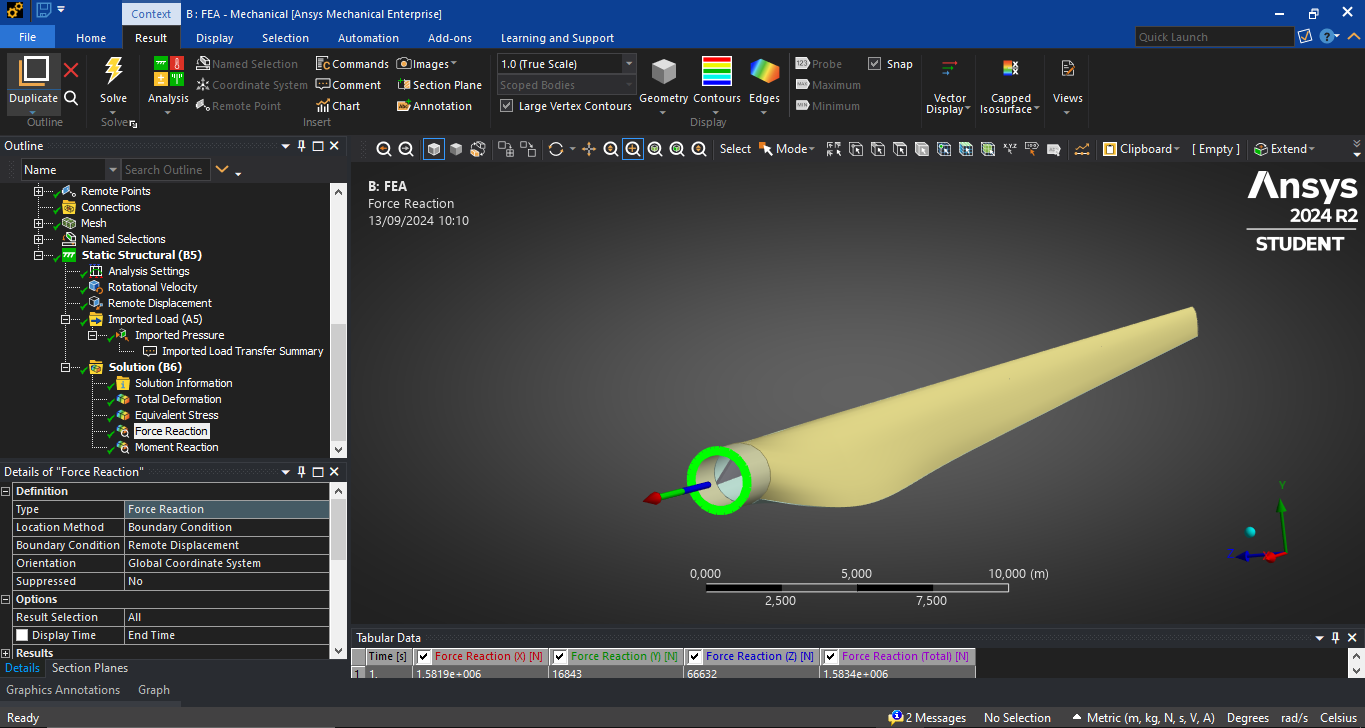 Context B: FEA - Mechanical [Ansys Mechanical Enterprise]
File Home Result Display Selection Automation Add-ons Learning and Support Quick Launch
Duplicate Solve Analysis Named Selection Commands Images 1.0 (True Scale) Geometry Contours Edges Probe Snap Vector Display Capped Isosurface Views
Coordinate System Comment Section Plane Scoped Bodies Maximum
Remote Point Chart Annotation Large Vertex Contours Minimum
Outline Solver Insert Display
Outline
Name Search Outline
Select Mode Clipboard [ Empty ] Extend
Remote Points
Connections
Mesh
Named Selections
Static Structural (B5)
Analysis Settings
Rotational Velocity
Remote Displacement
Imported Load (A5)
Imported Pressure
Imported Load Transfer Summary
Solution (B6)
Solution Information
Total Deformation
Equivalent Stress
Force Reaction
Moment Reaction
B: FEA
Force Reaction
13/09/2024 10:10
Ansys
2024 R2
STUDENT
Y
Z
0,000 5,000 10,000 (m)
2,500 7,500
Details of "Force Reaction"
Definition
Type Force Reaction
Location Method Boundary Condition
Boundary Condition Remote Displacement
Orientation Global Coordinate System
Suppressed No
Options
Result Selection All
Display Time End Time
Results
Details Section Planes
Tabular Data
Time [s] Force Reaction (X) [N] Force Reaction (Y) [N] Force Reaction (Z) [N] Force Reaction (Total) [N]
1 1. 1.5819e+006 16843 66632 1.5834e+006
Graphics Annotations Graph
Ready 2 Messages No Selection Metric (m, kg, N, s, V, A) Degrees rad/s Celsius